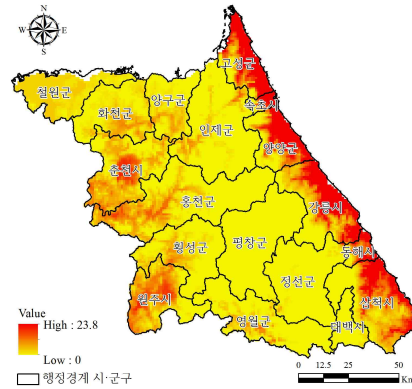 N
W E
S
고성군
속초시
철원군
화천군
양구군
인제군
양양군
춘천시
홍천군
강릉시
횡성군
평창군
동해시
정선군
원주시
삼척시
영월군
태백시
Value
High : 23.8
Low : 0
행정경계 시·군구
0 12.5 25 50
Km